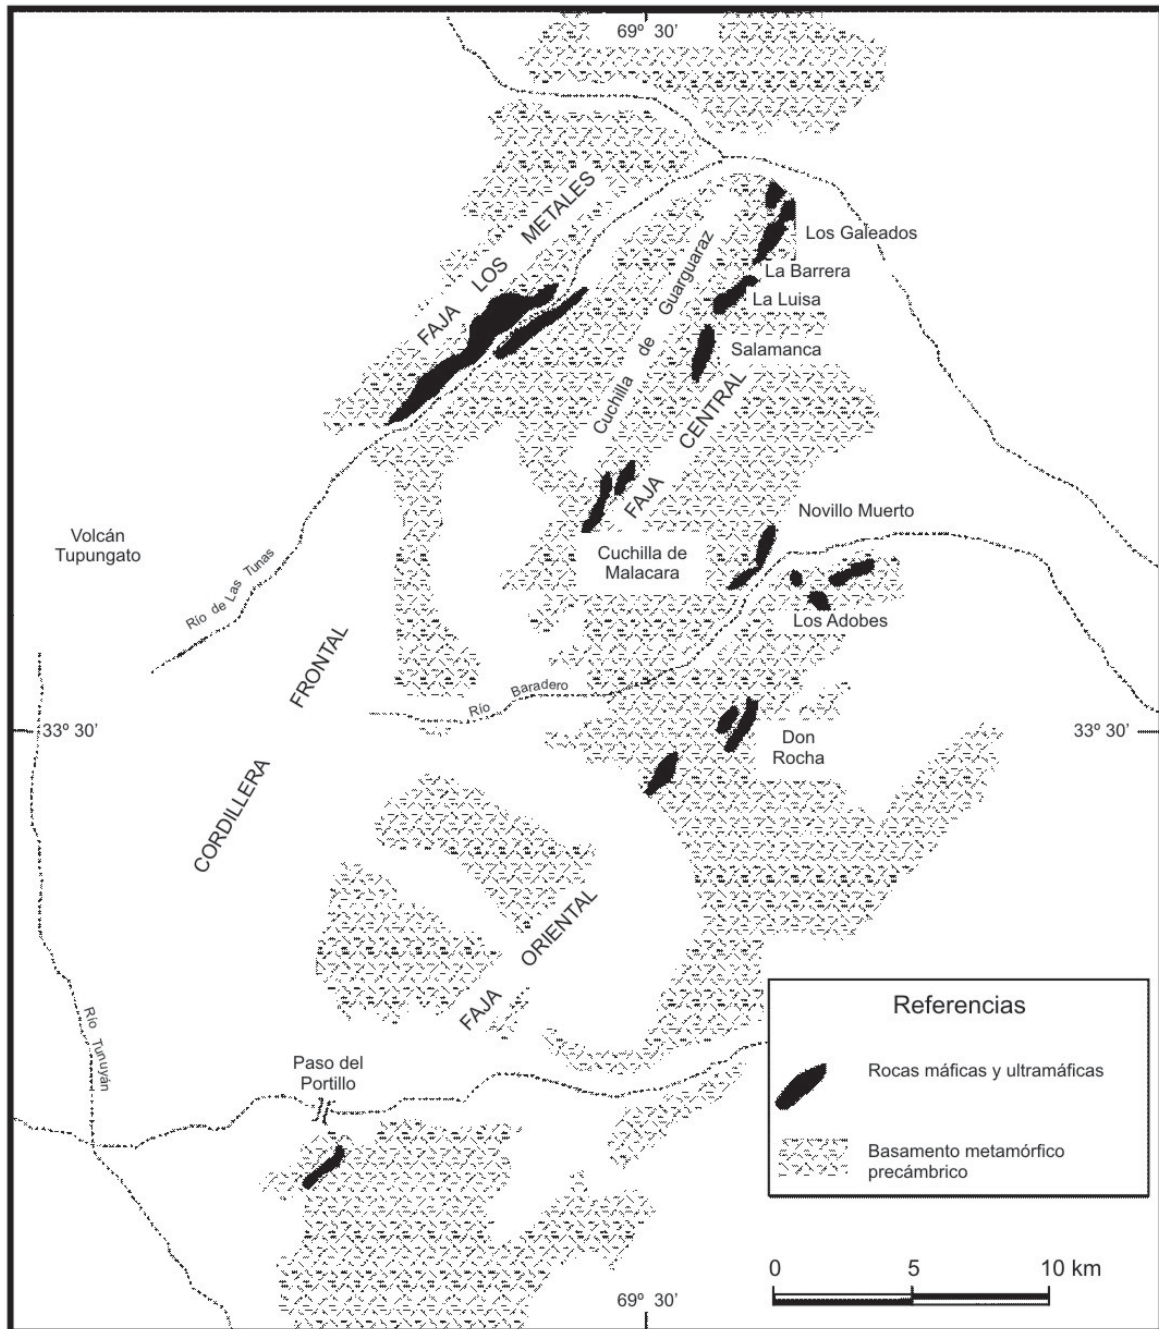 69º 30'
FAJA LOS METALES
Cuchilla de Guarguaraz
Los Galeados
La Barrera
La Luisa
Salamanca
FAJA CENTRAL
Novillo Muerto
Volcán
Tupungato
Cuchilla de
Malacara
Río de Las Tunas
Los Adobes
CORDILLERA FRONTAL
Río Baradero
33º 30'
33º 30'
Don
Rocha
FAJA ORIENTAL
Río Tunuyán
Paso del
Portillo
Referencias
Rocas máficas y ultramáficas
Basamento metamórfico
precámbrico
0 5 10 km
69º 30'